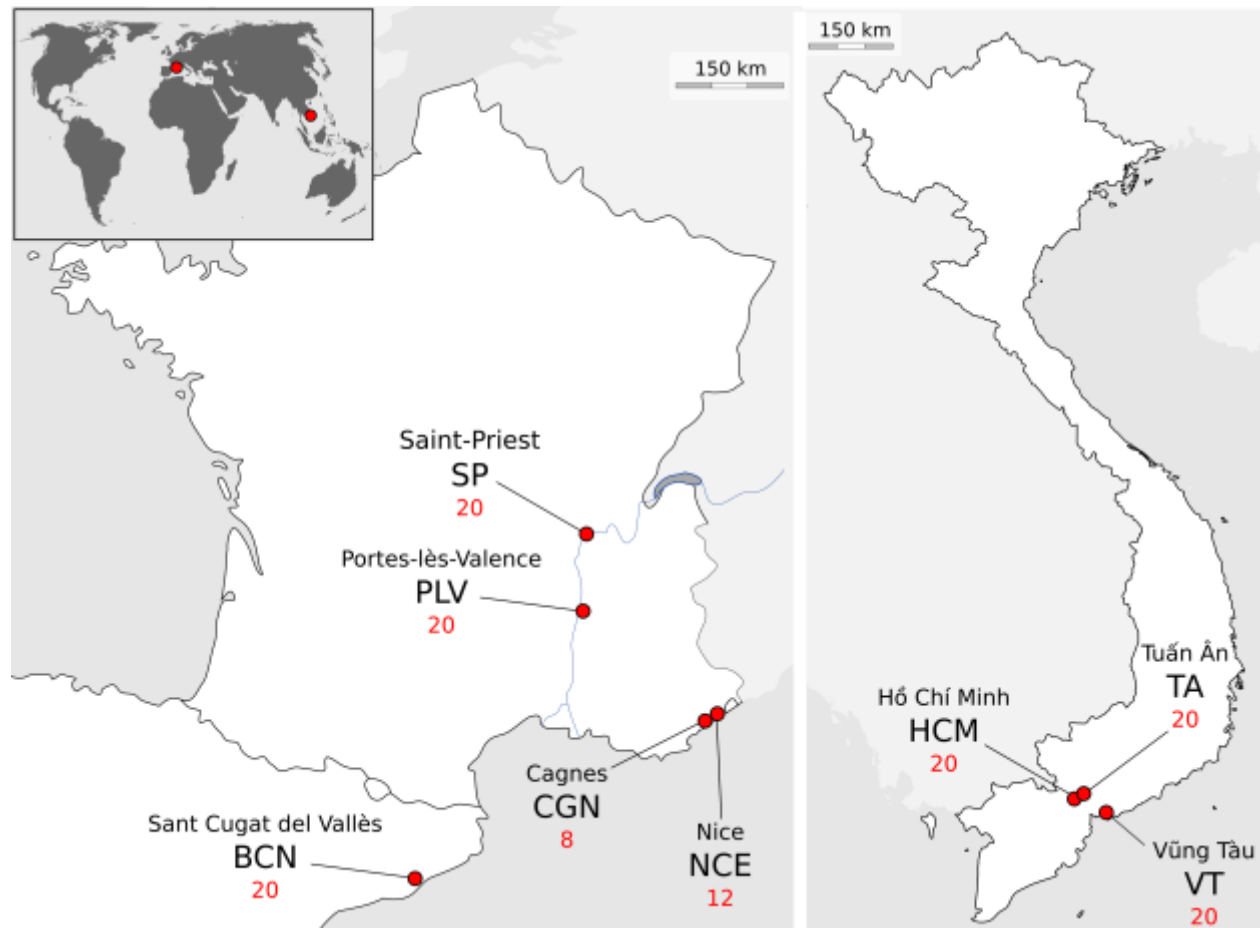 150 km
150 km
Saint-Priest
SP
20
Portes-lès-Valence
PLV
20
Cagnes
CGN
8
Nice
NCE
12
Sant Cugat del Vallès
BCN
20
Tuấn Ân
TA
20
Hồ Chí Minh
HCM
20
Vũng Tàu
VT
20